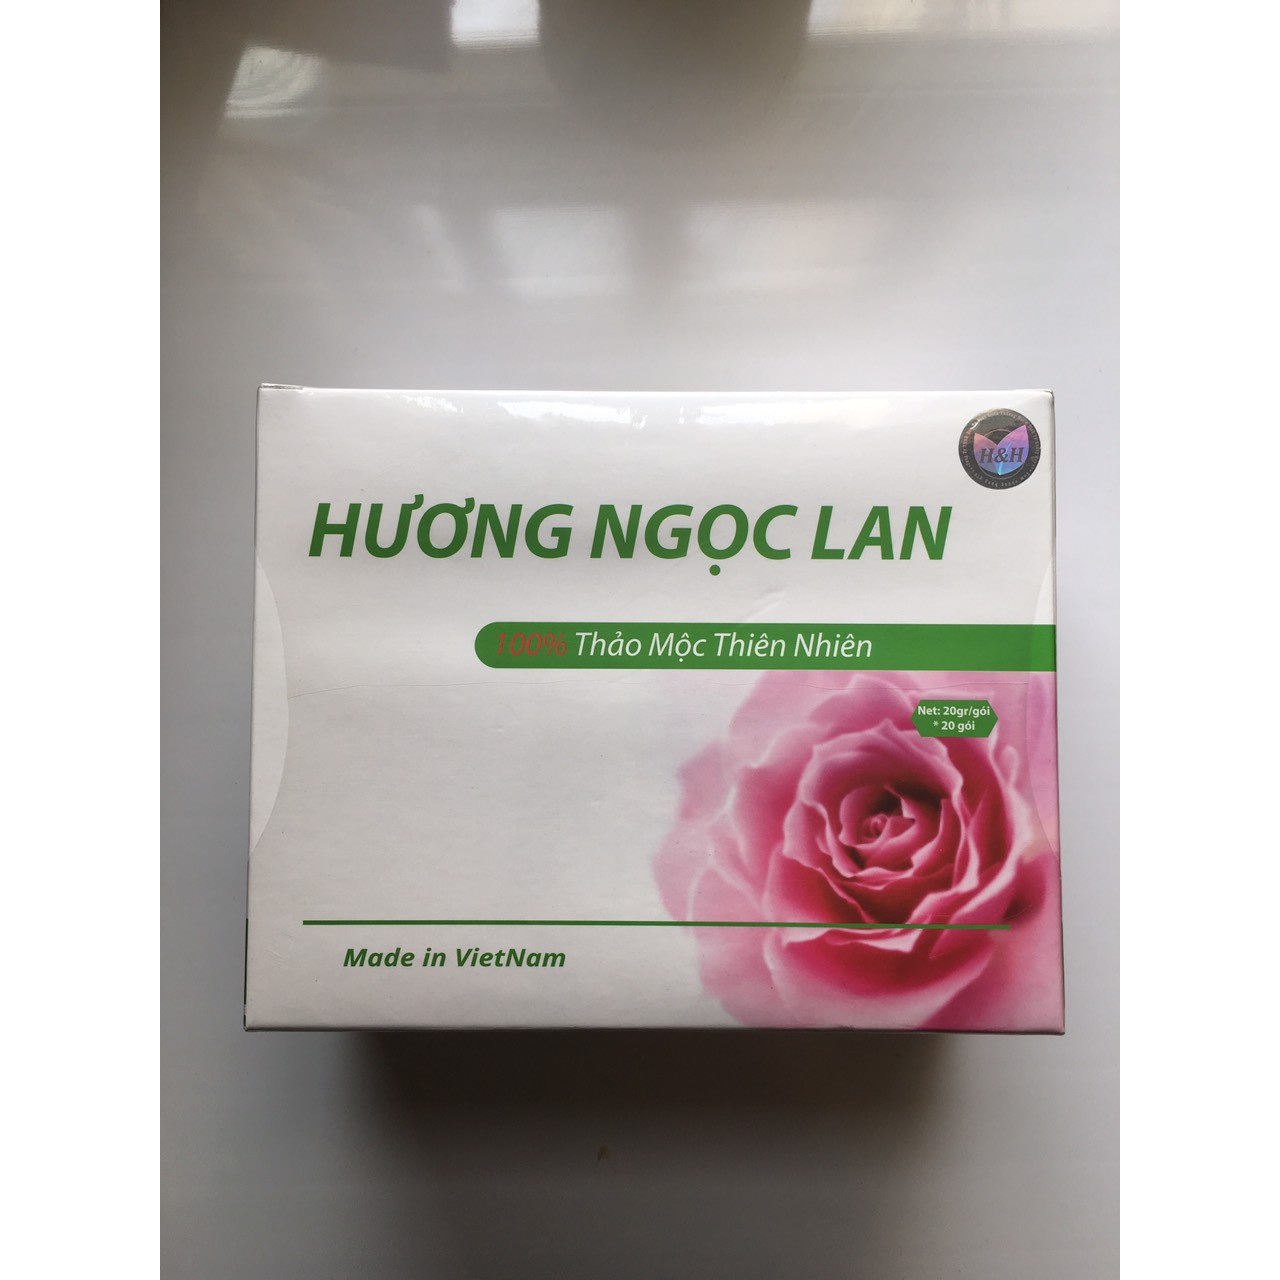 H&H
HƯƠNG NGỌC LAN
100% Thảo Mộc Thiên Nhiên
Net: 20gr/gói
* 20 gói
Made in VietNam